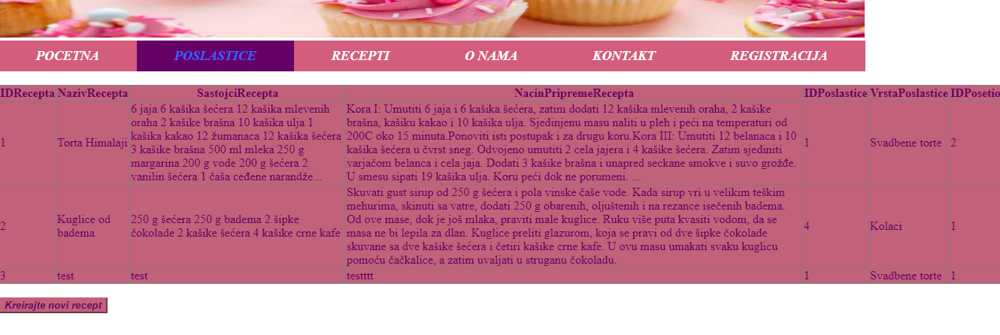 POCETNA POSLASTICE RECEPTI O NAMA KONTAKT REGISTRACIJA
IDRecepta NazivRecepta SastojciRecepta NacinPripremeRecepta IDPoslastice VrstaPoslastice IDPosetio
1 Torta Himalaji
6 jaja 6 kašika šećera 12 kašika mlevenih
oraha 2 kašike brašna 10 kašika ulja 1
kašika kakao 12 žumanaca 12 kašika šećera
3 kašike brašna 500 ml mleka 250 g
margarina 200 g vode 200 g šećera 2
vanilin šećera 1 čaša ceđene narandže...
Kora I: Umutiti 6 jaja i 6 kašika šećera, zatim dodati 12 kašika mlevenih oraha, 2 kašike
brašna, kašiku kakao i 10 kašika ulja. Sjedinjenu masu naliti u pleh i peći na temperaturi od
200C oko 15 minuta.Ponoviti isti postupak i za drugu koru.Kora III: Umutiti 12 belanaca i 10
kašika šećera u čvrst sneg. Odvojeno umutiti 2 cela jajera i 4 kašike šećera. Zatim sjediniti
varjačom belanca i cela jaja. Dodati 3 kašike brašna i unapred seckane smokve i suvo grožđe.
U smesu sipati 19 kašika ulja. Koru peći dok ne porumeni. ...
1 Svadbene torte 2
2 Kuglice od
badema
250 g šećera 250 g badema 2 šipke
čokolade 2 kašike šećera 4 kašike crne kafe
Skuvati gust sirup od 250 g šećera i pola vinske čaše vode. Kada sirup vri u velikim teškim
mehurima, skinuti sa vatre, dodati 250 g obarenih, oljuštenih i na rezance isečenih badema.
Od ove mase, dok je još mlaka, praviti male kuglice. Ruku više puta kvasiti vodom, da se
masa ne bi lepila za dlan. Kuglice preliti glazurom, koja se pravi od dve šipke čokolade
skuvane sa dve kašike šećera i četiri kašike crne kafe. U ovu masu umakati svaku kuglicu
pomoću čačkalice, a zatim uvaljati u struganu čokoladu.
4 Kolaci 1
3 test test testttt 1 Svadbene torte 1
Kreirajte novi recept